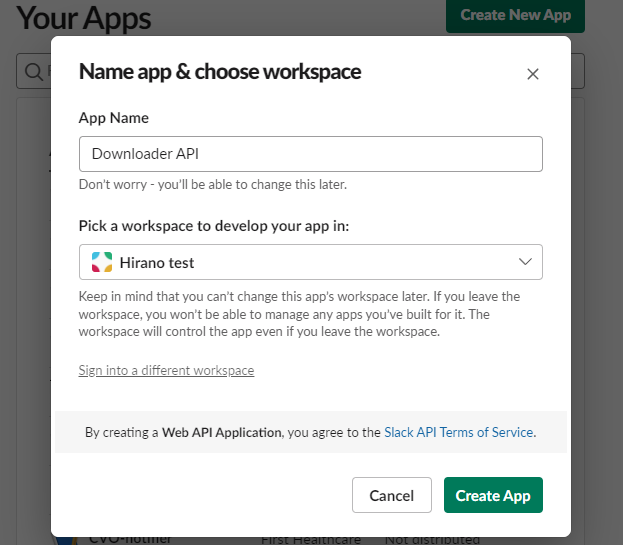 Your Apps
Create New App
Name app & choose workspace
App Name
Downloader API
Don't worry - you'll be able to change this later.
Pick a workspace to develop your app in:
Hirano test
Keep in mind that you can't change this app's workspace later. If you leave the
workspace, you won't be able to manage any apps you've built for it. The
workspace will control the app even if you leave the workspace.
Sign into a different workspace
By creating a Web API Application, you agree to the Slack API Terms of Service.
Cancel
Create App
CVO-notifier First Healthcare Not distributed